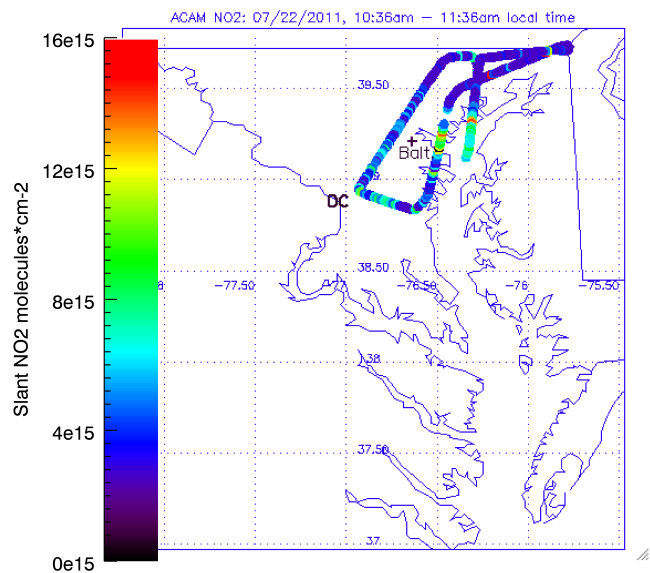 ACAM NO2: 07/22/2011, 10:36am − 11:36am local time
16e15
39.50
Balt
12e15
DC
38.50
−77.50
−77
−76.50
−76
−75.50
8e15
Slant NO2 molecules*cm-2
38
4e15
37.50
37
0e15